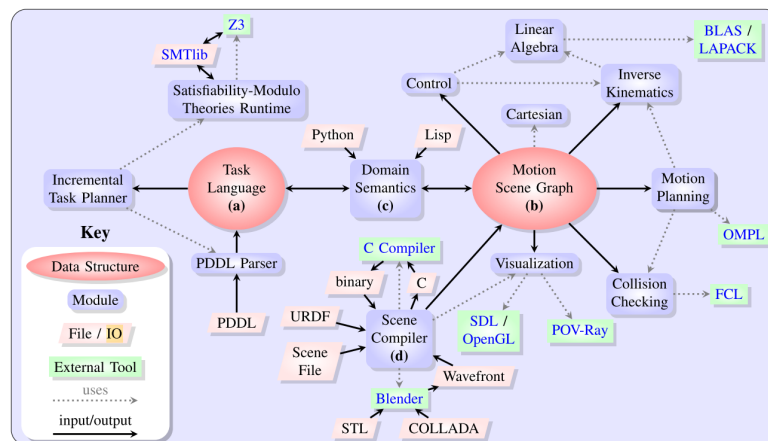 Z3
SMTlib
Satisfiability-Modulo
Theories Runtime
Linear
Algebra
BLAS /
LAPACK
Control
Inverse
Kinematics
Cartesian
Python
Lisp
Incremental
Task Planner
Task
Language
(a)
Domain
Semantics
(c)
Motion
Scene Graph
(b)
Motion
Planning
OMPL
PDDL Parser
PDDL
C Compiler
binary
C
Visualization
Collision
Checking
FCL
URDF
Scene
File
Scene
Compiler
(d)
SDL /
OpenGL
POV-Ray
Wavefront
Blender
STL
COLLADA
Key
Data Structure
Module
File / IO
External Tool
uses
input/output